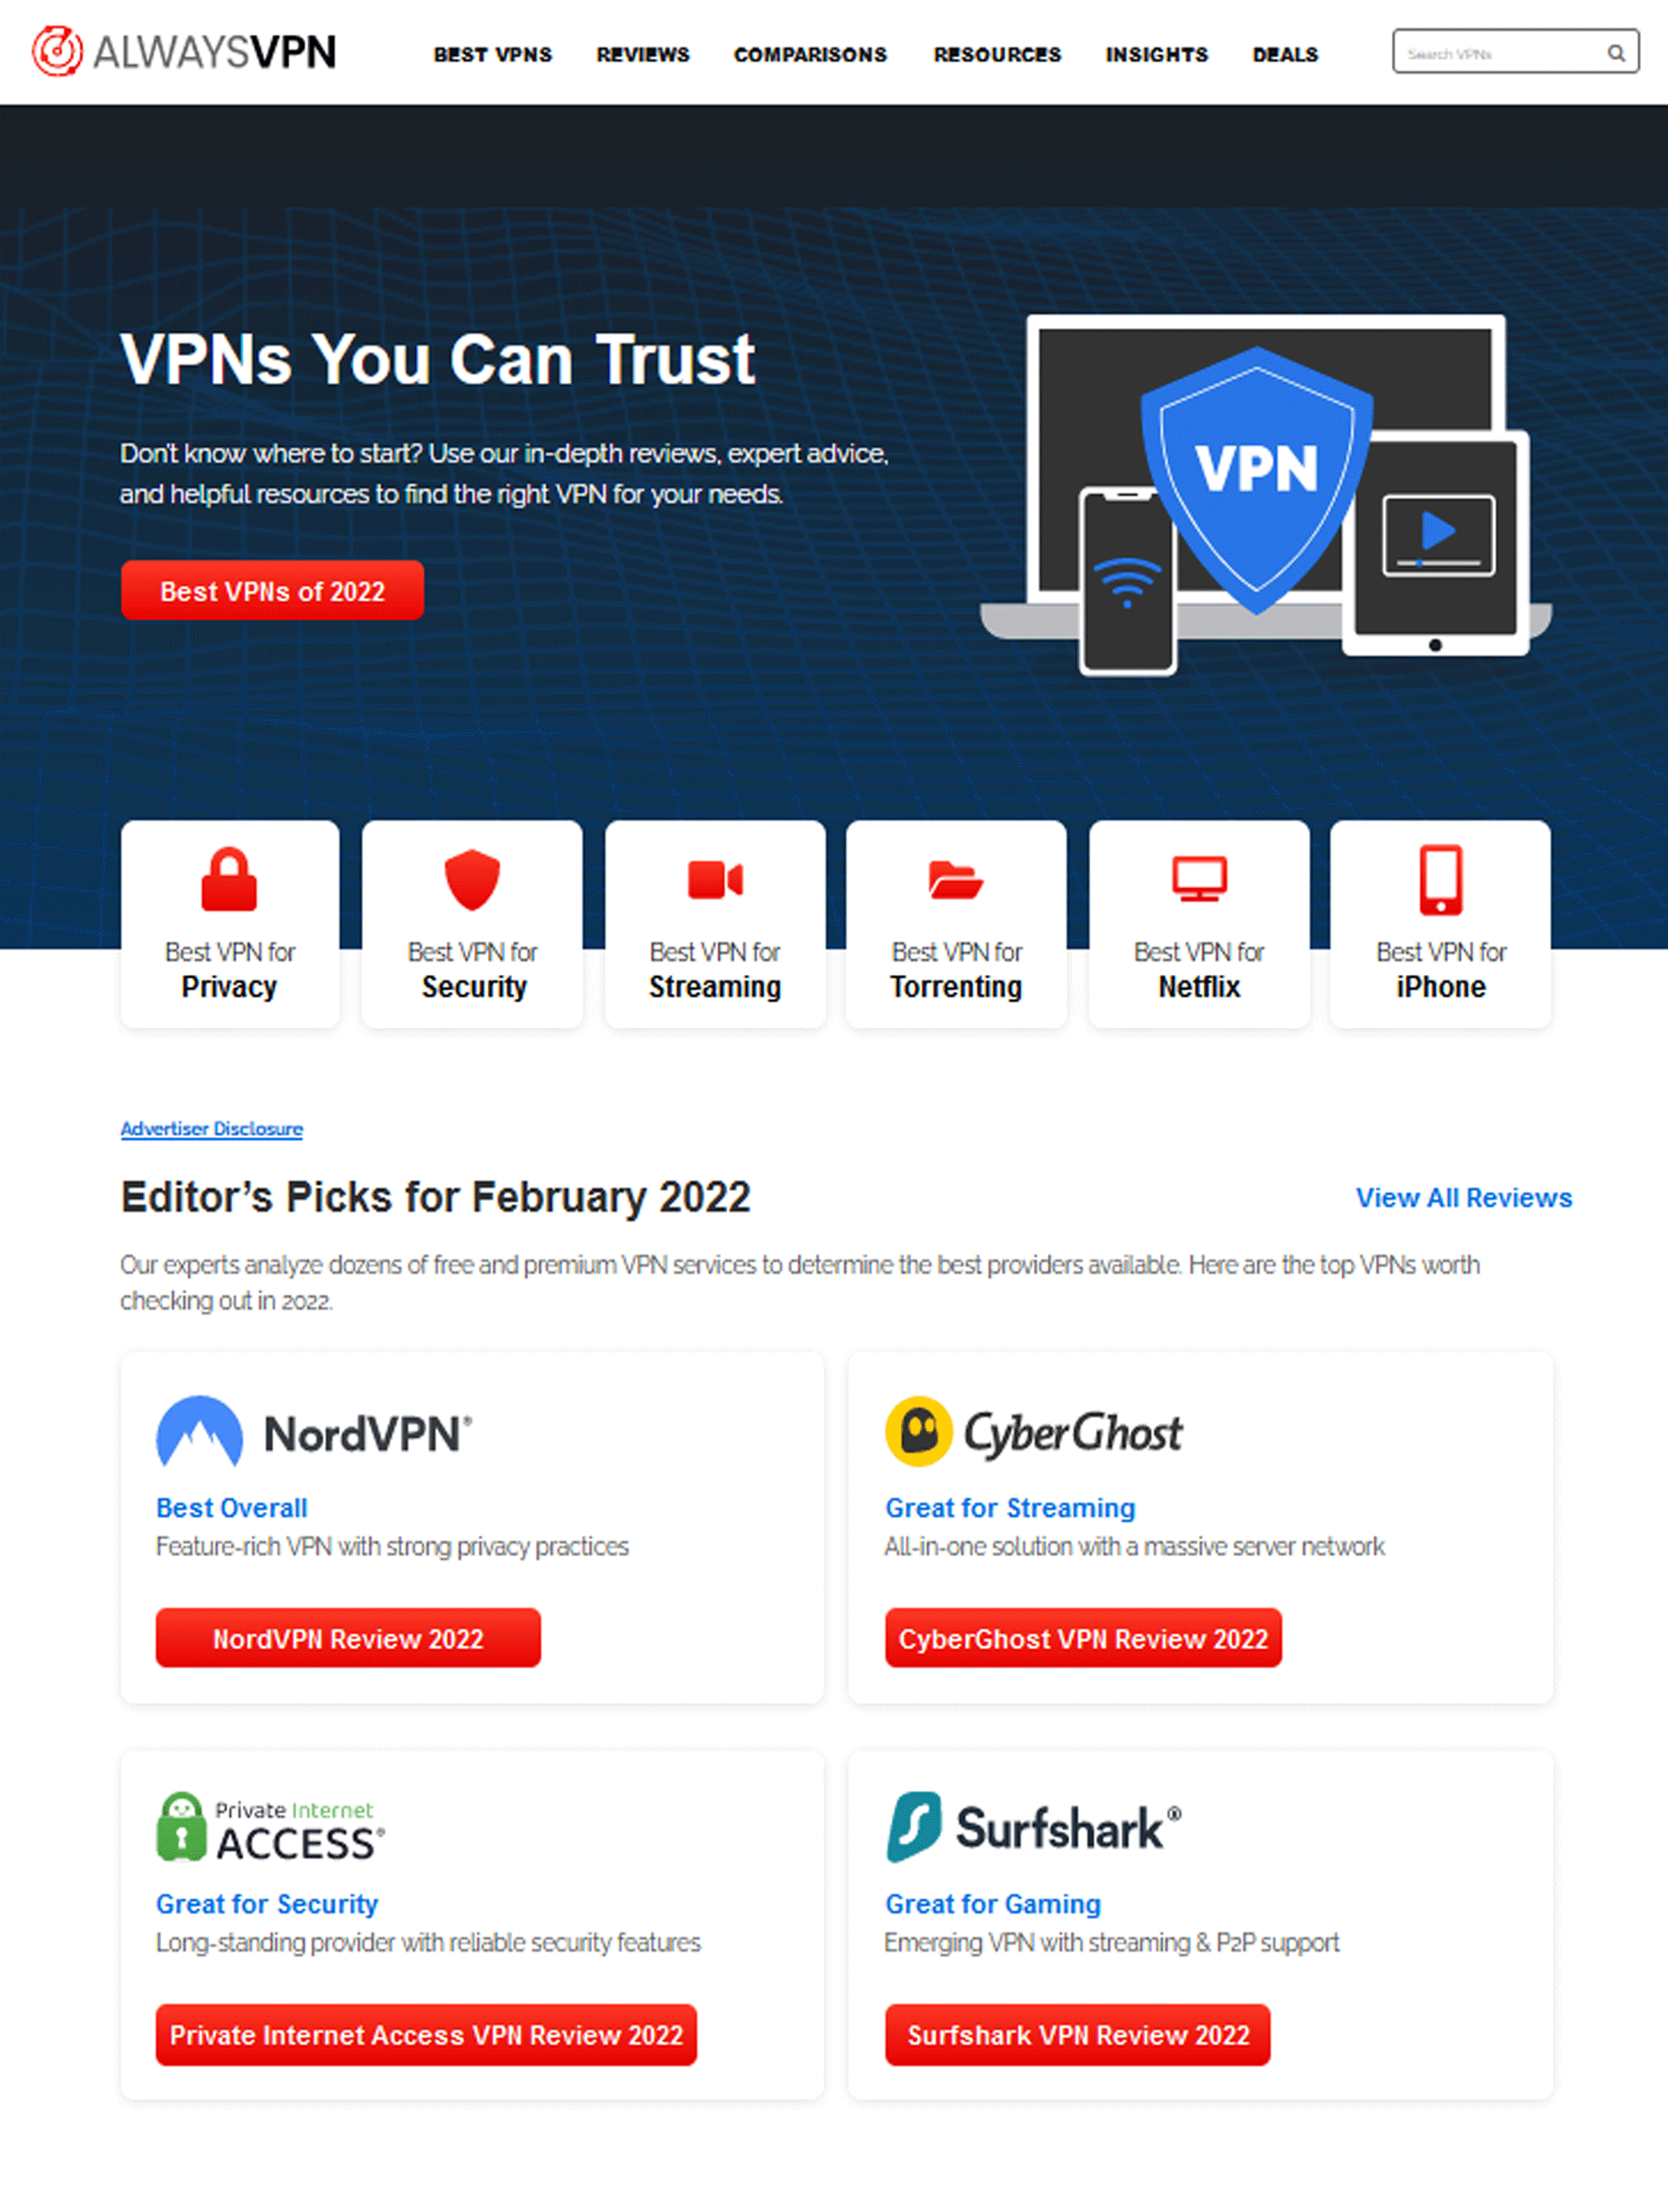 ALWAYSVPN
BEST VPNS REVIEWS COMPARISONS RESOURCES INSIGHTS DEALS
Search VPNs
VPNs You Can Trust
Don't know where to start? Use our in-depth reviews, expert advice,
and helpful resources to find the right VPN for your needs.
Best VPNs of 2022
VPN
Best VPN for
Privacy
Best VPN for
Security
Best VPN for
Streaming
Best VPN for
Torrenting
Best VPN for
Netflix
Best VPN for
iPhone
Advertiser Disclosure
Editor’s Picks for February 2022
View All Reviews
Our experts analyze dozens of free and premium VPN services to determine the best providers available. Here are the top VPNs worth
checking out in 2022.
NordVPN®
Best Overall
Feature-rich VPN with strong privacy practices
NordVPN Review 2022
CyberGhost
Great for Streaming
All-in-one solution with a massive server network
CyberGhost VPN Review 2022
Private Internet
ACCESS®
Great for Security
Long-standing provider with reliable security features
Private Internet Access VPN Review 2022
Surfshark®
Great for Gaming
Emerging VPN with streaming & P2P support
Surfshark VPN Review 2022